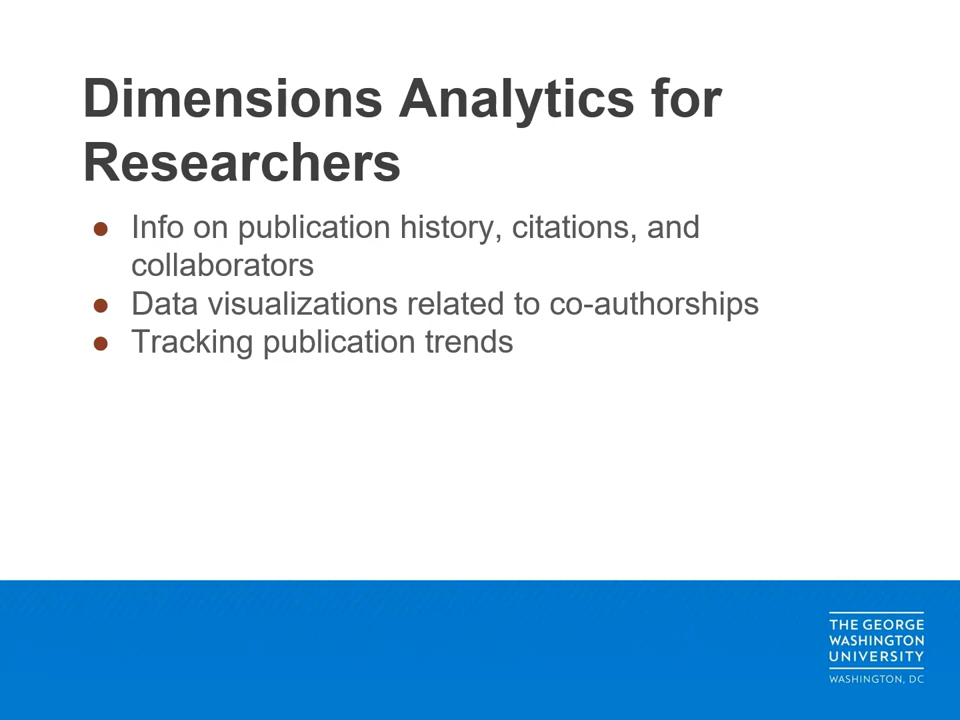 Dimensions Analytics for
Researchers
● Info on publication history, citations, and
collaborators
● Data visualizations related to co-authorships
● Tracking publication trends
THE GEORGE
WASHINGTON
UNIVERSITY
WASHINGTON, DC